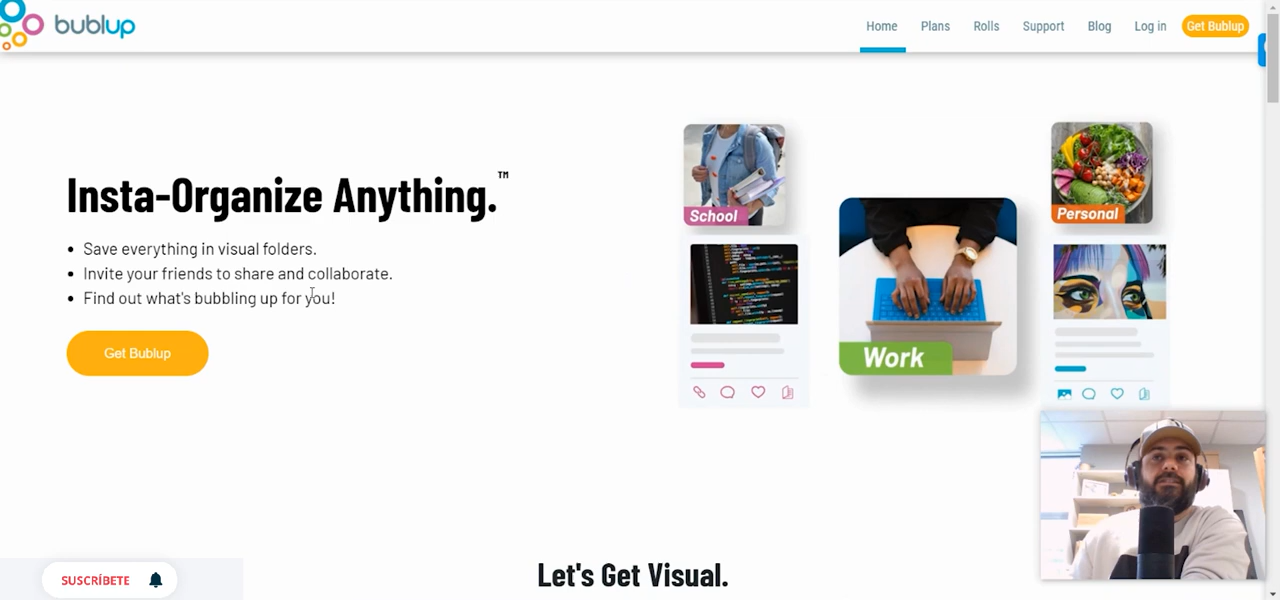 bublup
Home Plans Rolls Support Blog Log in Get Bublup
Insta-Organize Anything.™
• Save everything in visual folders.
• Invite your friends to share and collaborate.
• Find out what's bubbling up for you!
Get Bublup
School
Work
Personal
Let's Get Visual.
SUSCRÍBETE